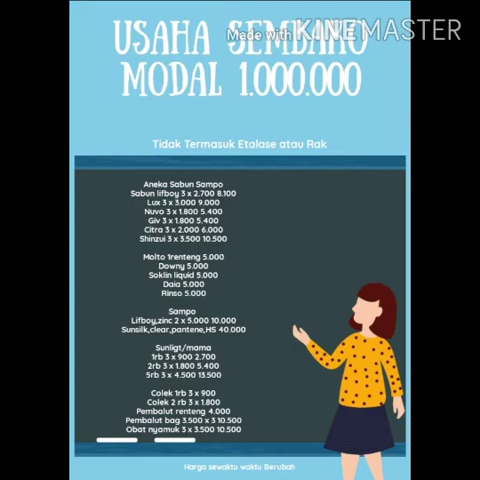 USAHA SEMBAKO
Made with KINEMASTER
MODAL 1.000.000
Tidak Termasuk Etalase atau Rak
Aneka Sabun Sampo
Sabun lifboy 3 x 2.700 8.100
Lux 3 x 3.000 9.000
Nuvo 3 x 1.800 5.400
Giv 3 x 1.800 5.400
Citra 3 x 2.000 6.000
Shinzui 3 x 3.500 10.500
Molto 1renteng 5.000
Downy 5.000
Soklin liquid 5.000
Daia 5.000
Rinso 5.000
Sampo
Lifboy,zinc 2 x 5.000 10.000
Sunsilk,clear,pantene,HS 40.000
Sunligt/mama
1rb 3 x 900 2.700
2rb 3 x 1.800 5.400
5rb 3 x 4.500 13.500
Colek 1rb 3 x 900
Colek 2 rb 3 x 1.800
Pembalut renteng 4.000
Pembalut bag 3.500 x 3 10.500
Obat nyamuk 3 x 3.500 10.500
Harga sewaktu waktu Berubah